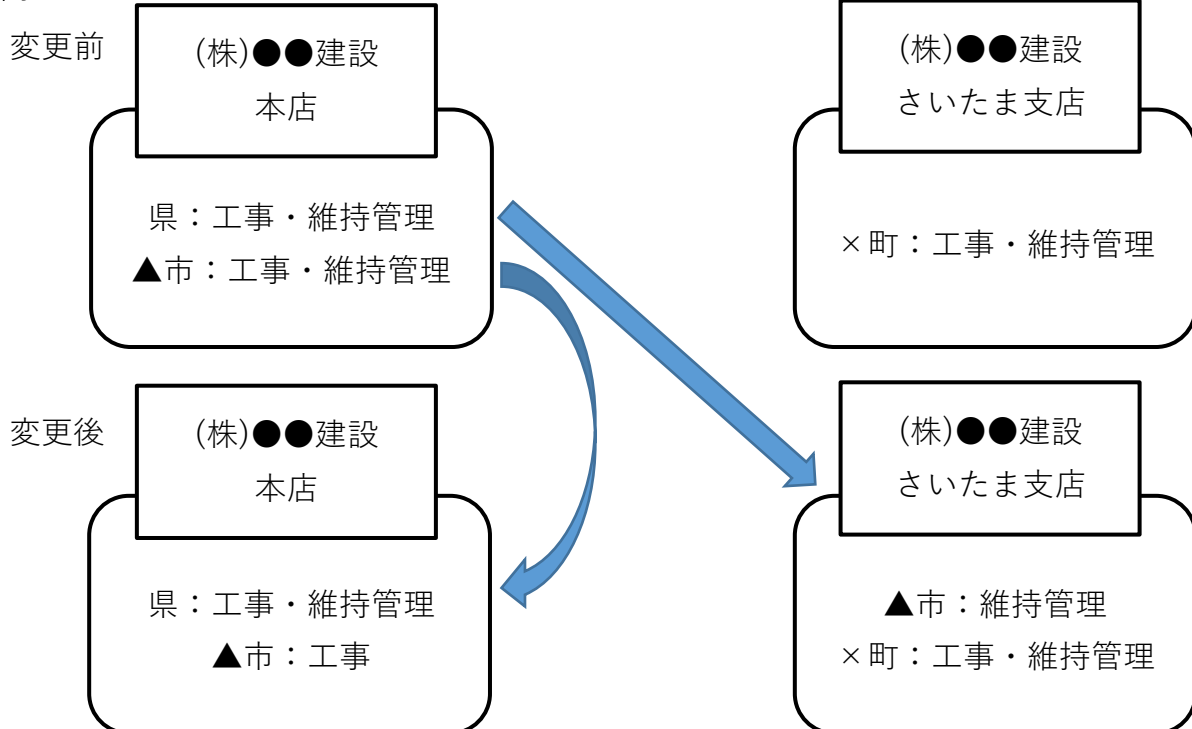 変更前
(株)●●建設
本店
県：工事・維持管理
▲市：工事・維持管理
(株)●●建設
さいたま支店
×町：工事・維持管理
変更後
(株)●●建設
本店
県：工事・維持管理
▲市：工事
(株)●●建設
さいたま支店
▲市：維持管理
×町：工事・維持管理